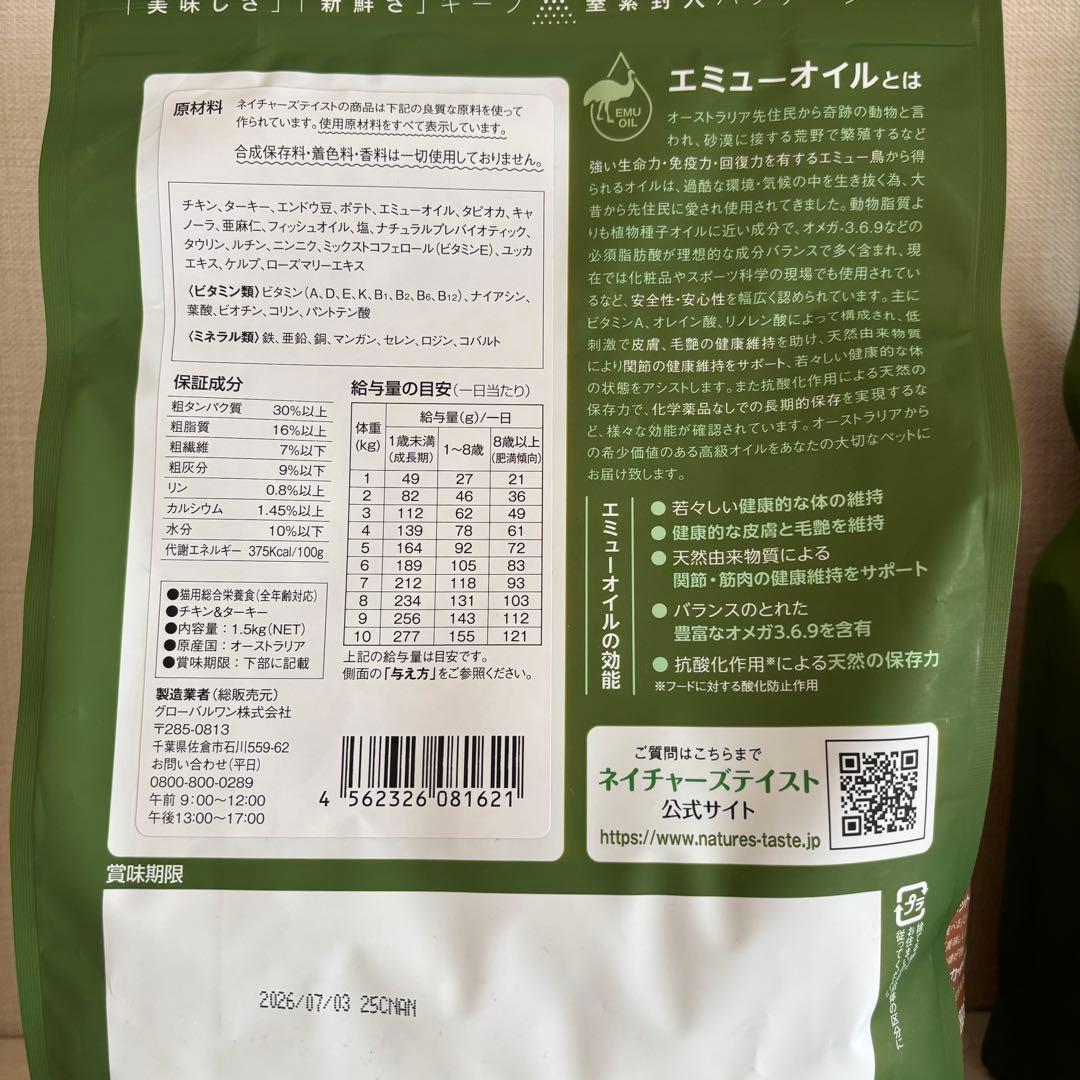 「美味しさ」「新鮮さ」キープ
原材料
ネイチャーズテイストの商品は下記の良質な原料を使って
作られています。使用原材料をすべて表示しています。
合成保存料・着色料・香料は一切使用しておりません。
チキン、ターキー、エンドウ豆、ポテト、エミューオイル、タピオカ、キャ
ノーラ、亜麻仁、フィッシュオイル、塩、ナチュラルプレバイオティック、
タウリン、ルチン、ニンニク、ミックストコフェロール(ビタミンE)、ユッカ
エキス、ケルプ、ローズマリーエキス
〈ビタミン類〉ビタミン(A、D、E、K、B1、B2、B6、B12)、ナイアシン、
葉酸、ビオチン、コリン、パントテン酸
〈ミネラル類〉鉄、亜鉛、銅、マンガン、セレン、ロジン、コバルト
保証成分
粗タンパク質 30%以上
粗脂質 16%以上
粗繊維 7%以下
粗灰分 9%以下
リン 0.8%以上
カルシウム 1.45%以上
水分 10%以下
代謝エネルギー 375Kcal/100g
給与量の目安(一日当たり)
体重(kg) 給与量(g)/一日
1歳未満(成長期) 1〜8歳 8歳以上(肥満傾向)
1 49 27 21
2 82 46 36
3 112 62 49
4 139 78 61
5 164 92 72
6 189 105 83
7 212 118 93
8 234 131 103
9 256 143 112
10 277 155 121
上記の給与量は目安です。
側面の「与え方」をご参照ください。
●猫用総合栄養食(全年齢対応)
●チキン&ターキー
●内容量:1.5kg(NET)
●原産国:オーストラリア
●賞味期限:下部に記載
製造業者(総販売元)
グローバルワン株式会社
〒285-0813
千葉県佐倉市石川559-62
お問い合わせ(平日)
0800-800-0289
午前 9:00〜12:00
午後13:00〜17:00
4 562326 081621
EMU
OIL
エミューオイルとは
オーストラリア先住民から奇跡の動物と言
われ、砂漠に接する荒野で繁殖するなど
強い生命力・免疫力・回復力を有するエミュー鳥から得
られるオイルは、過酷な環境・気候の中を生き抜く為、大
昔から先住民に愛され使用されてきました。動物脂質よ
りも植物種子オイルに近い成分で、オメガ-3.6.9などの
必須脂肪酸が理想的な成分バランスで多く含まれ、現
在では化粧品やスポーツ科学の現場でも使用されてい
るなど、安全性・安心性を幅広く認められています。主に
ビタミンA、オレイン酸、リノレン酸によって構成され、低
刺激で皮膚、毛艶の健康維持を助け、天然由来物質
により関節の健康維持をサポート、若々しい健康的な体
の状態をアシストします。また抗酸化作用による天然の
保存力で、化学薬品なしでの長期的保存を実現するな
ど、様々な効能が確認されています。オーストラリアから
の希少価値のある高級オイルをあなたの大切なペットに
お届け致します。
エミューオイルの効能
●若々しい健康的な体の維持
●健康的な皮膚と毛艶を維持
●天然由来物質による
関節・筋肉の健康維持をサポート
●バランスのとれた
豊富なオメガ3.6.9を含有
●抗酸化作用※による天然の保存力
※フードに対する酸化防止作用
ご質問はこちらまで
ネイチャーズテイスト
公式サイト
https://www.natures-taste.jp
賞味期限
2026/07/03 25CNAN
プラ